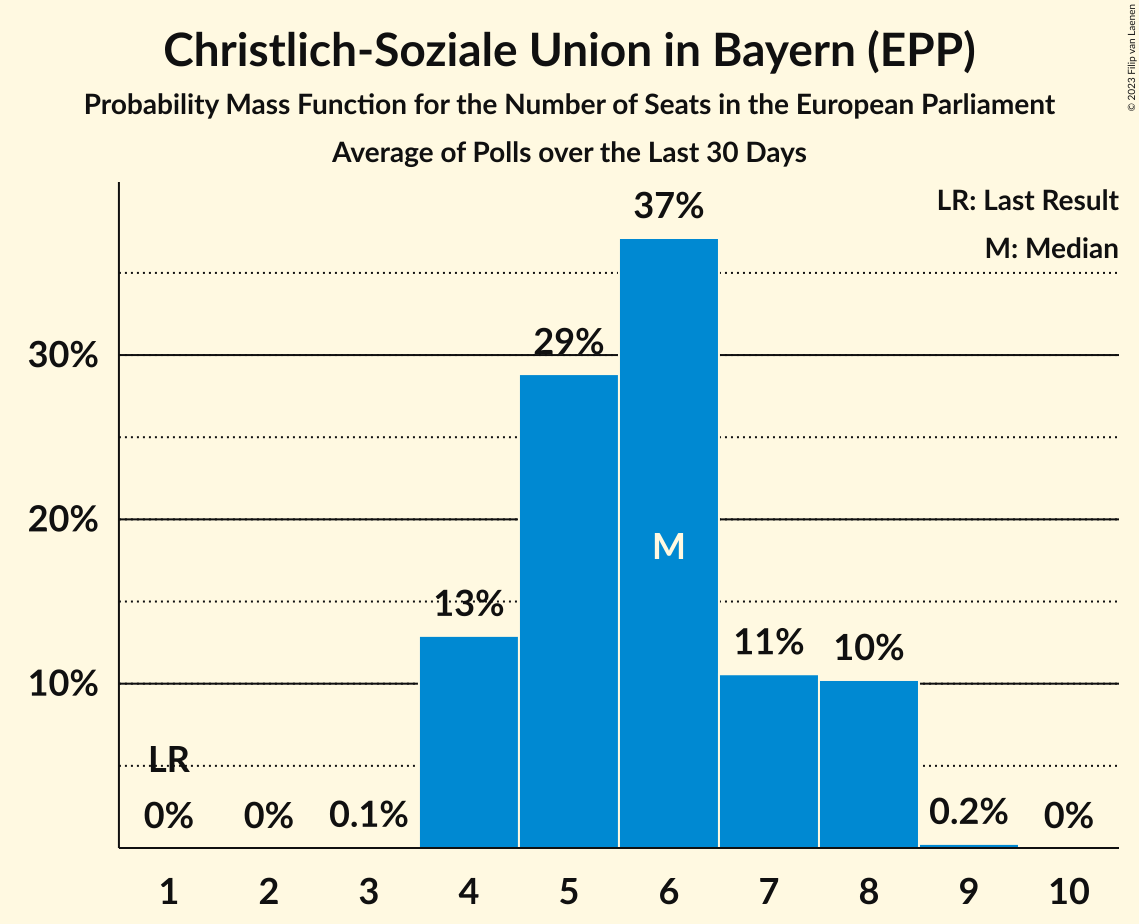 Christlich-Soziale Union in Bayern (EPP)
Probability Mass Function for the Number of Seats in the European Parliament
Average of Polls over the Last 30 Days
© 2023 Filip van Laenen
LR: Last Result
M: Median
37%
30%
29%
20%
M
13%
11%
10%
10%
LR
0%
0%
0.1%
0.2%
0%
1 2 3 4 5 6 7 8 9 10